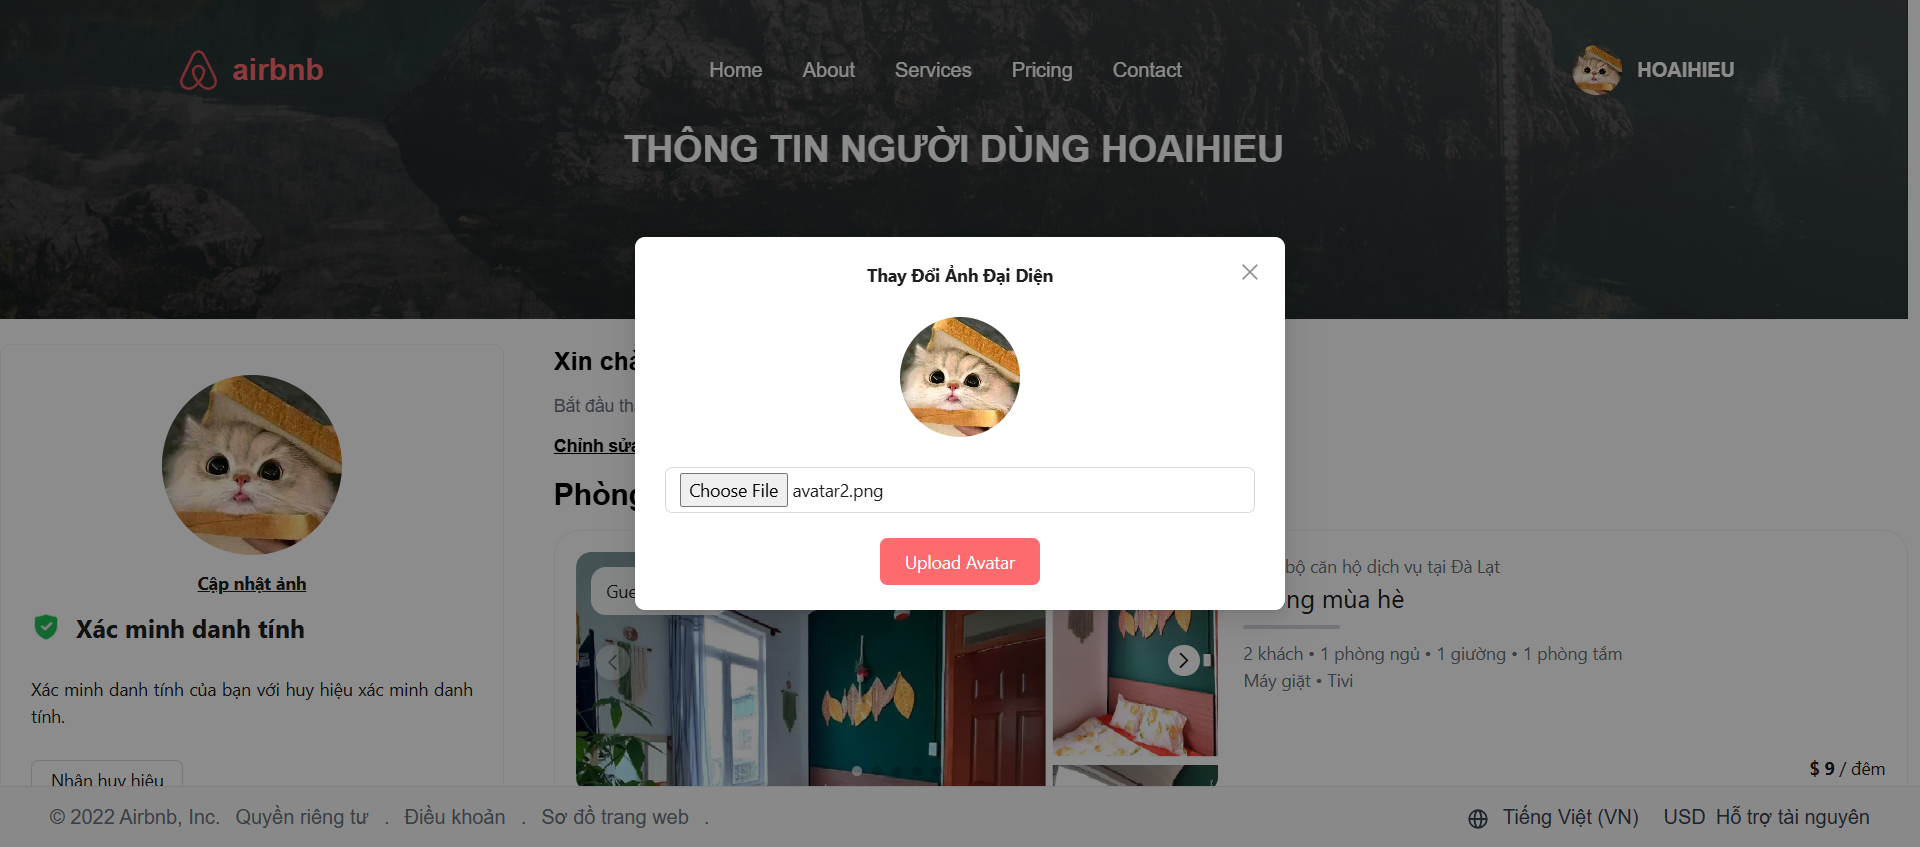 airbnb
Home About Services Pricing Contact
HOAIHIEU
THÔNG TIN NGƯỜI DÙNG HOAIHIEU
Thay Đổi Ảnh Đại Diện
Choose File avatar2.png
Upload Avatar
Cập nhật ảnh
Xác minh danh tính
Xác minh danh tính của bạn với huy hiệu xác minh danh
tính.
Nhận huy hiệu
Xin
Bắt đầu
Chỉnh
Phòng
bộ căn hộ dịch vụ tại Đà Lạt
mùa hè
2 khách • 1 phòng ngủ • 1 giường • 1 phòng tắm
Máy giặt • Tivi
$ 9 / đêm
© 2022 Airbnb, Inc. Quyền riêng tư . Điều khoản . Sơ đồ trang web .
Tiếng Việt (VN) USD Hỗ trợ tài nguyên